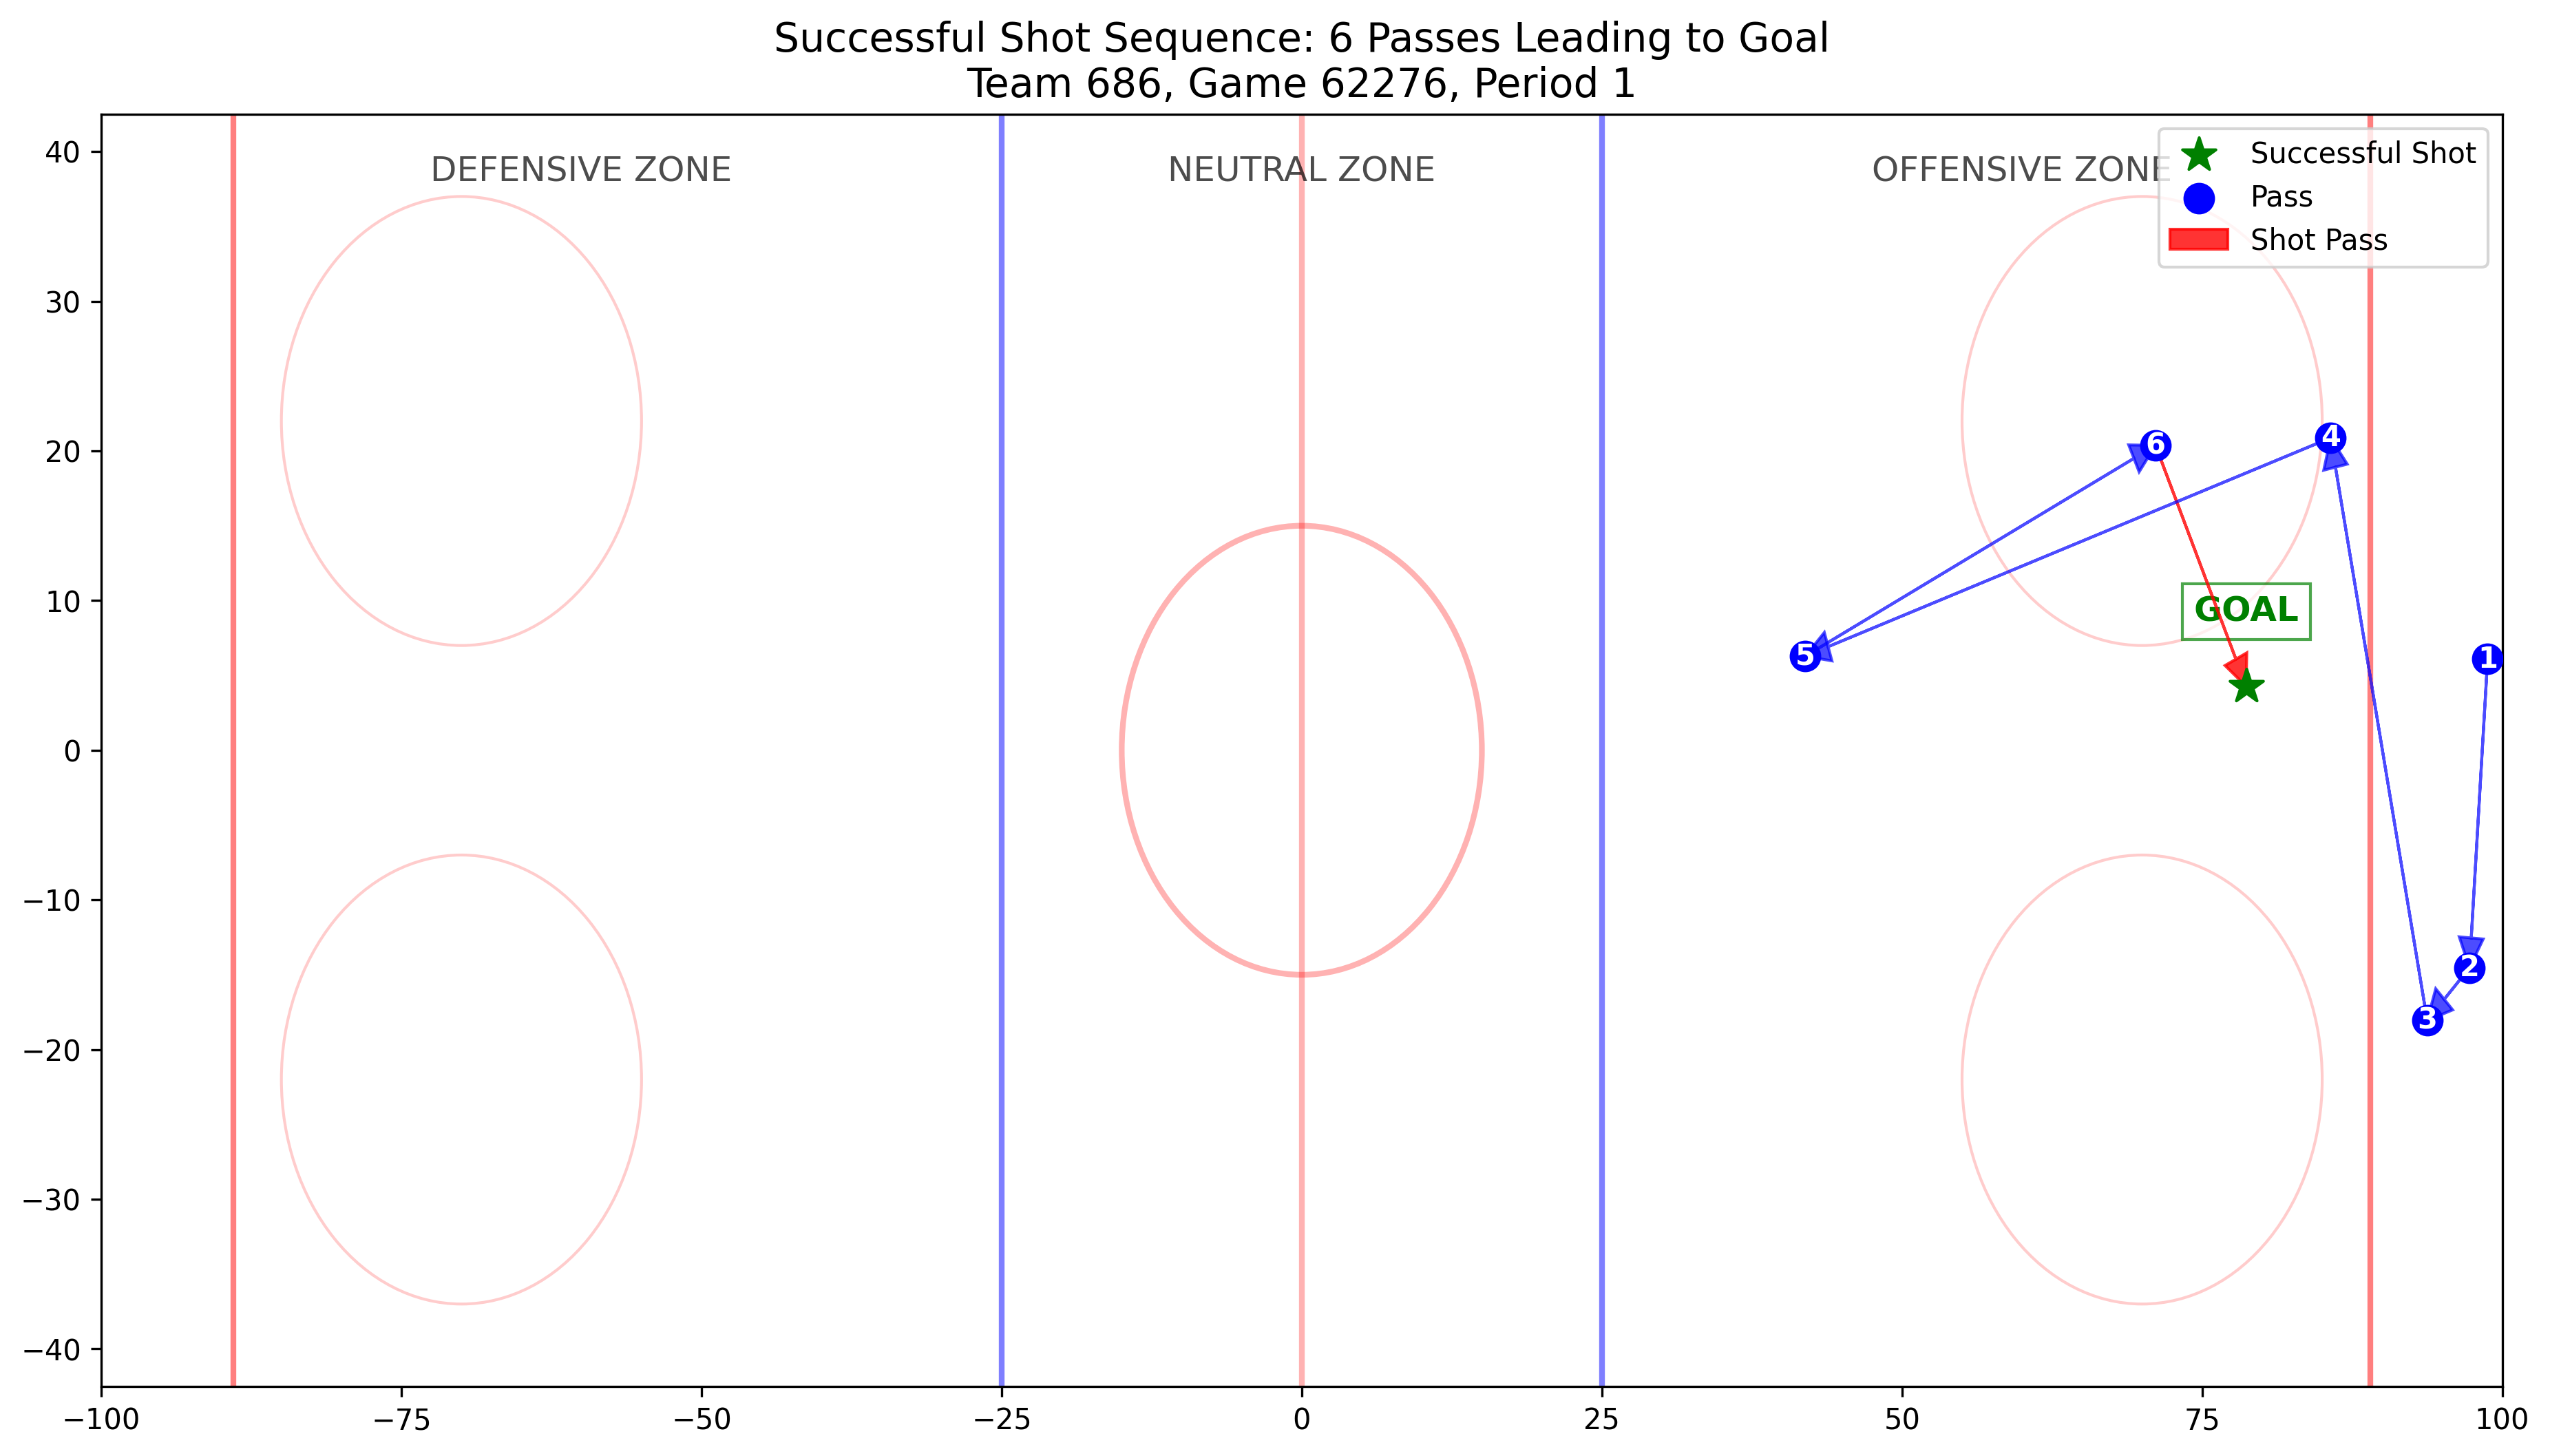 Successful Shot Sequence: 6 Passes Leading to Goal
Team 686, Game 62276, Period 1
DEFENSIVE ZONE
NEUTRAL ZONE
OFFENSIVE ZONE
Successful Shot
Pass
Shot Pass
40
30
20
10
0
−10
−20
−30
−40
6
4
GOAL
5
1
2
3
−100
−75
−50
−25
0
25
50
75
100